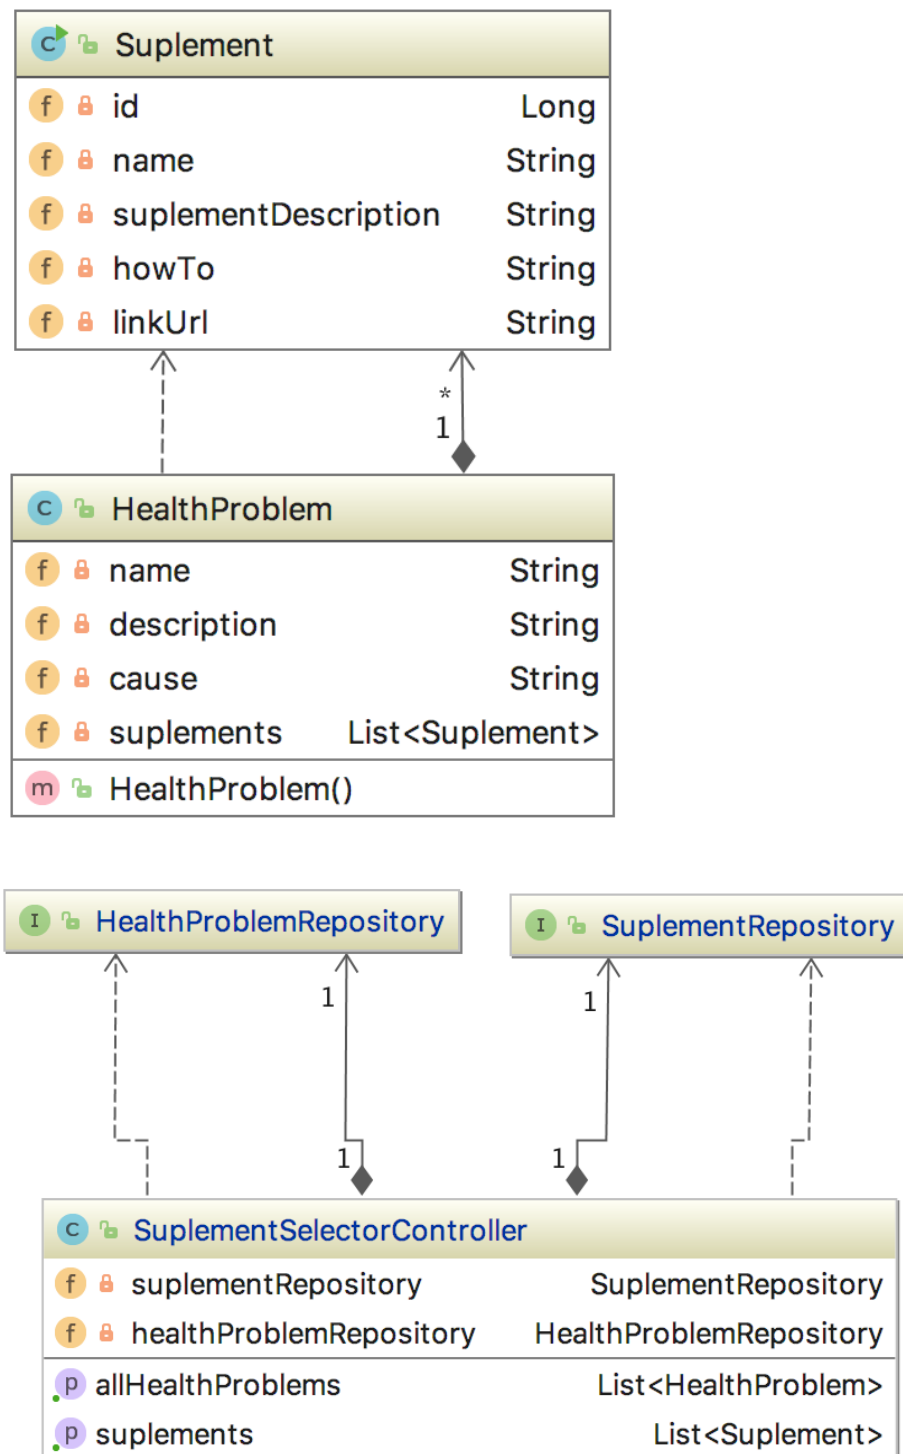 C Suplement
f id Long
f name String
f suplementDescription String
f howTo String
f linkUrl String
*
1
C HealthProblem
f name String
f description String
f cause String
f suplements List<Suplement>
m HealthProblem()
I HealthProblemRepository
I SuplementRepository
1 1
1 1
C SuplementSelectorController
f suplementRepository SuplementRepository
f healthProblemRepository HealthProblemRepository
p allHealthProblems List<HealthProblem>
p suplements List<Suplement>